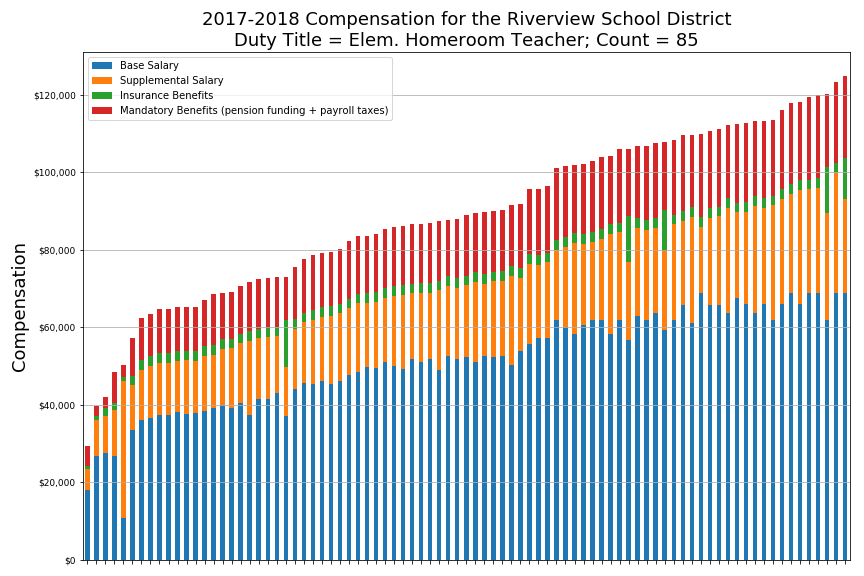 2017-2018 Compensation for the Riverview School District
Duty Title = Elem. Homeroom Teacher; Count = 85
Base Salary
Supplemental Salary
Insurance Benefits
Mandatory Benefits (pension funding + payroll taxes)
$120,000
$100,000
$80,000
$60,000
$40,000
$20,000
$0
Compensation